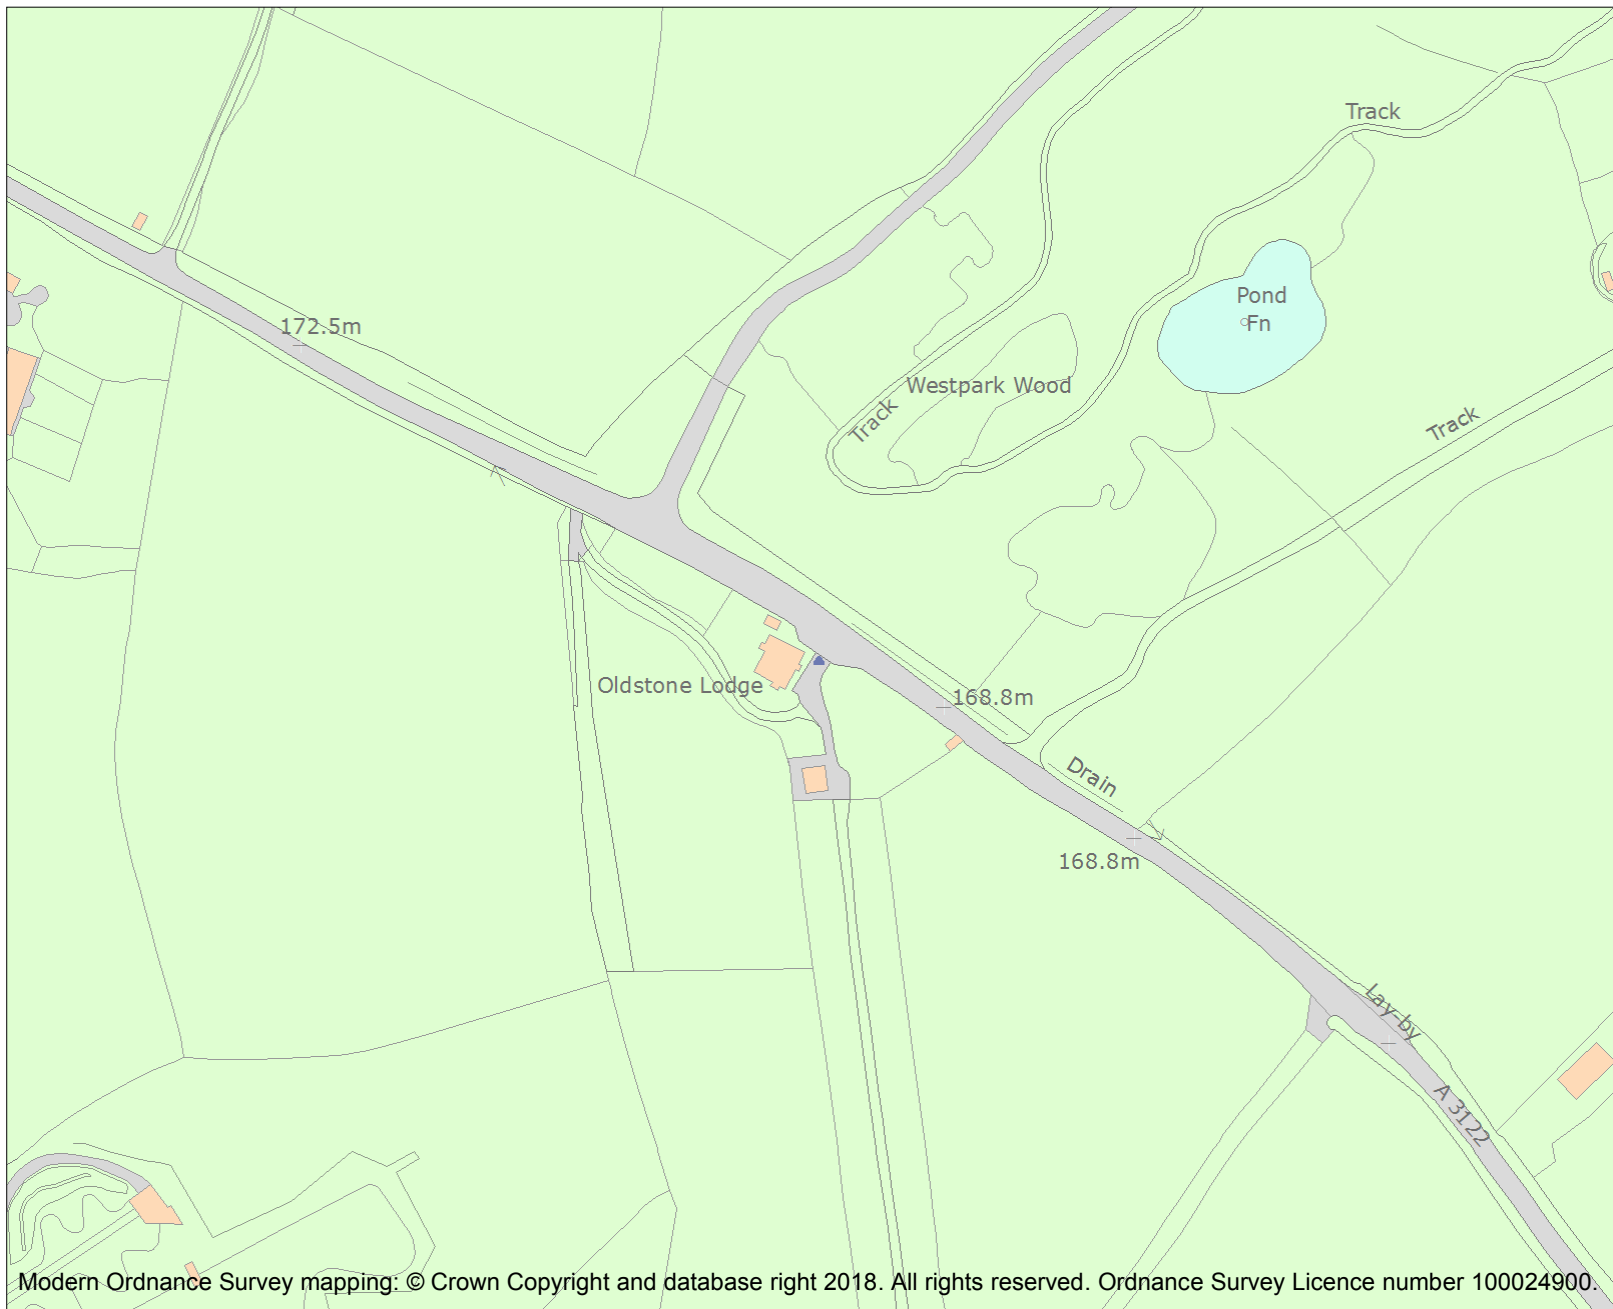 Track
Pond
Fn
172.5m
Westpark Wood
Track
Track
Oldstone Lodge
168.8m
Drain
168.8m
Lay-by
A 3122
Modern Ordnance Survey mapping: © Crown Copyright and database right 2018. All rights reserved. Ordnance Survey Licence number 100024900.